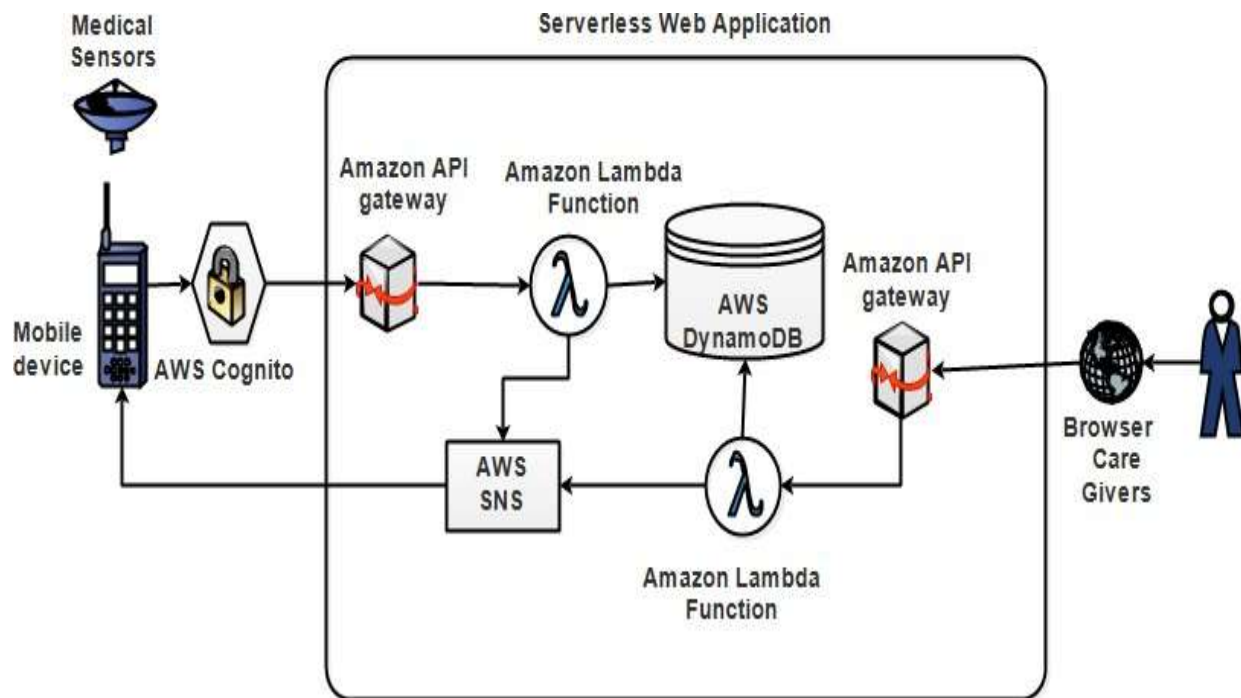 Medical
Sensors
Serverless Web Application
Amazon API
gateway
Amazon Lambda
Function
Amazon API
gateway
AWS
DynamoDB
Mobile
device
AWS Cognito
AWS
SNS
Browser
Care
Givers
Amazon Lambda
Function